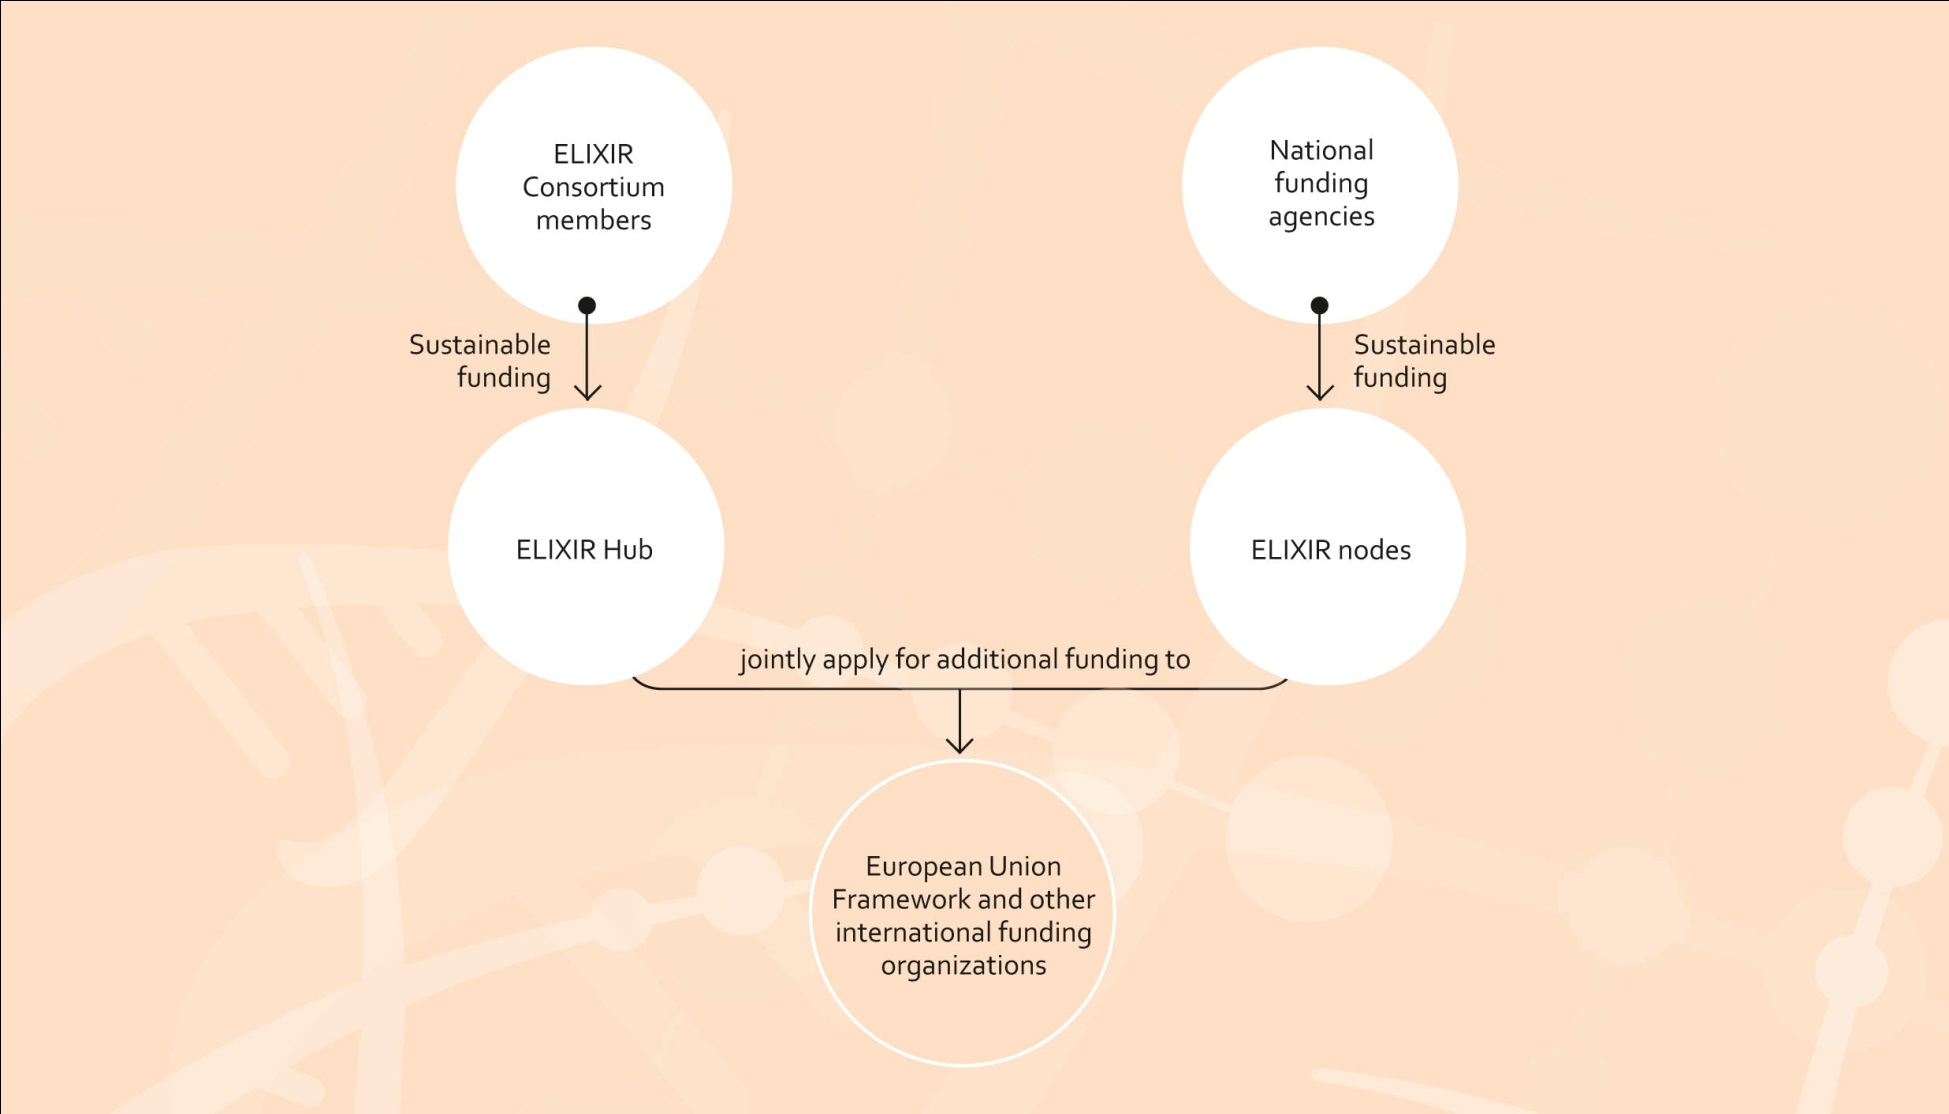 ELIXIR
Consortium
members
National
funding
agencies
Sustainable
funding
Sustainable
funding
ELIXIR Hub
ELIXIR nodes
jointly apply for additional funding to
European Union
Framework and other
international funding
organizations